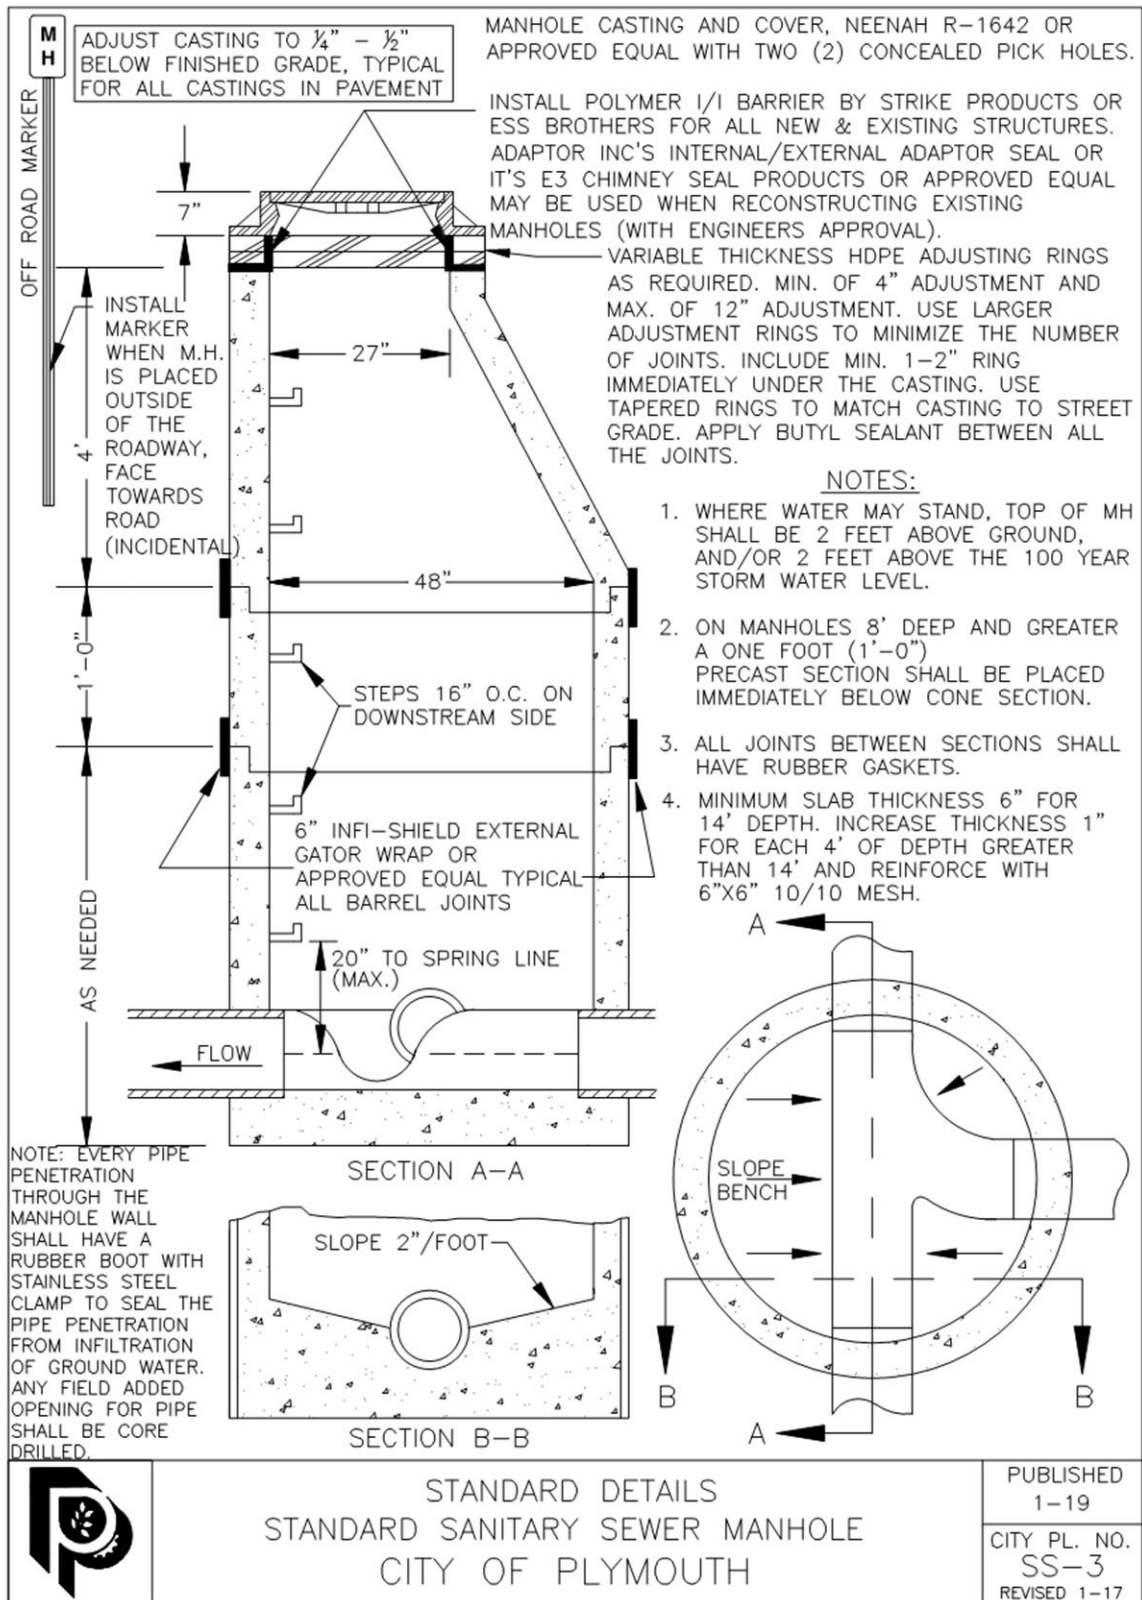 M
H
OFF ROAD MARKER
ADJUST CASTING TO ¼" – ½"
BELOW FINISHED GRADE, TYPICAL
FOR ALL CASTINGS IN PAVEMENT
MANHOLE CASTING AND COVER, NEENAH R–1642 OR
APPROVED EQUAL WITH TWO (2) CONCEALED PICK HOLES.
INSTALL POLYMER I/I BARRIER BY STRIKE PRODUCTS OR
ESS BROTHERS FOR ALL NEW & EXISTING STRUCTURES.
ADAPTOR INC'S INTERNAL/EXTERNAL ADAPTOR SEAL OR
IT'S E3 CHIMNEY SEAL PRODUCTS OR APPROVED EQUAL
MAY BE USED WHEN RECONSTRUCTING EXISTING
MANHOLES (WITH ENGINEERS APPROVAL).
VARIABLE THICKNESS HDPE ADJUSTING RINGS
AS REQUIRED. MIN. OF 4" ADJUSTMENT AND
MAX. OF 12" ADJUSTMENT. USE LARGER
ADJUSTMENT RINGS TO MINIMIZE THE NUMBER
OF JOINTS. INCLUDE MIN. 1–2" RING
IMMEDIATELY UNDER THE CASTING. USE
TAPERED RINGS TO MATCH CASTING TO STREET
GRADE. APPLY BUTYL SEALANT BETWEEN ALL
THE JOINTS.
7"
INSTALL
MARKER
WHEN M.H.
IS PLACED
OUTSIDE
OF THE
ROADWAY,
FACE
TOWARDS
ROAD
(INCIDENTAL)
27"
4'
48"
1'–0"
STEPS 16" O.C. ON
DOWNSTREAM SIDE
6" INFI–SHIELD EXTERNAL
GATOR WRAP OR
APPROVED EQUAL TYPICAL
ALL BARREL JOINTS
AS NEEDED
20" TO SPRING LINE
(MAX.)
FLOW
SECTION A–A
NOTES:
1. WHERE WATER MAY STAND, TOP OF MH
SHALL BE 2 FEET ABOVE GROUND,
AND/OR 2 FEET ABOVE THE 100 YEAR
STORM WATER LEVEL.
2. ON MANHOLES 8' DEEP AND GREATER
A ONE FOOT (1'–0")
PRECAST SECTION SHALL BE PLACED
IMMEDIATELY BELOW CONE SECTION.
3. ALL JOINTS BETWEEN SECTIONS SHALL
HAVE RUBBER GASKETS.
4. MINIMUM SLAB THICKNESS 6" FOR
14' DEPTH. INCREASE THICKNESS 1"
FOR EACH 4' OF DEPTH GREATER
THAN 14' AND REINFORCE WITH
6"X6" 10/10 MESH.
A
SLOPE
BENCH
B
B
A
NOTE: EVERY PIPE
PENETRATION
THROUGH THE
MANHOLE WALL
SHALL HAVE A
RUBBER BOOT WITH
STAINLESS STEEL
CLAMP TO SEAL THE
PIPE PENETRATION
FROM INFILTRATION
OF GROUND WATER.
ANY FIELD ADDED
OPENING FOR PIPE
SHALL BE CORE
DRILLED.
SLOPE 2"/FOOT
SECTION B–B
STANDARD DETAILS
STANDARD SANITARY SEWER MANHOLE
CITY OF PLYMOUTH
PUBLISHED
1–19
CITY PL. NO.
SS–3
REVISED 1–17